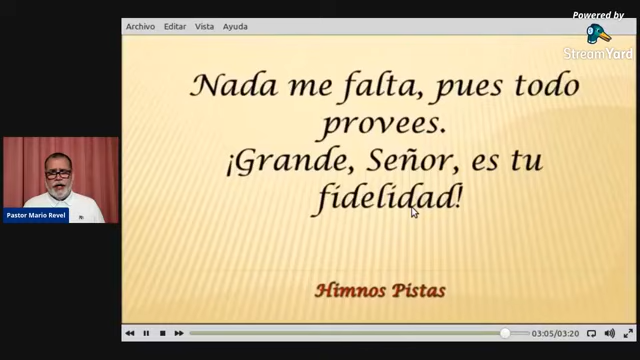 Archivo Editar Vista Ayuda
Powered by
StreamYard
Nada me falta, pues todo
provees.
¡Grande, Señor, es tu
fidelidad!
Pastor Mario Revel
Himnos Pistas
03:05/03:20